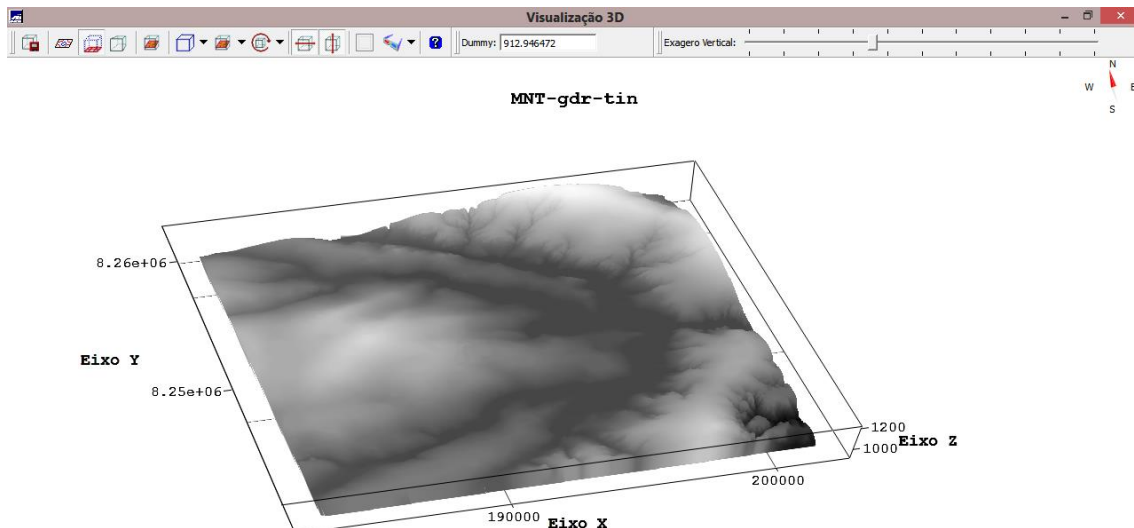 Visualização 3D
Dummy: 912.946472
Exagero Vertical:
N
W E
S
MNT-gdr-tin
8.26e+06
Eixo Y
8.25e+06
1200
1000
Eixo Z
200000
190000
Eixo X